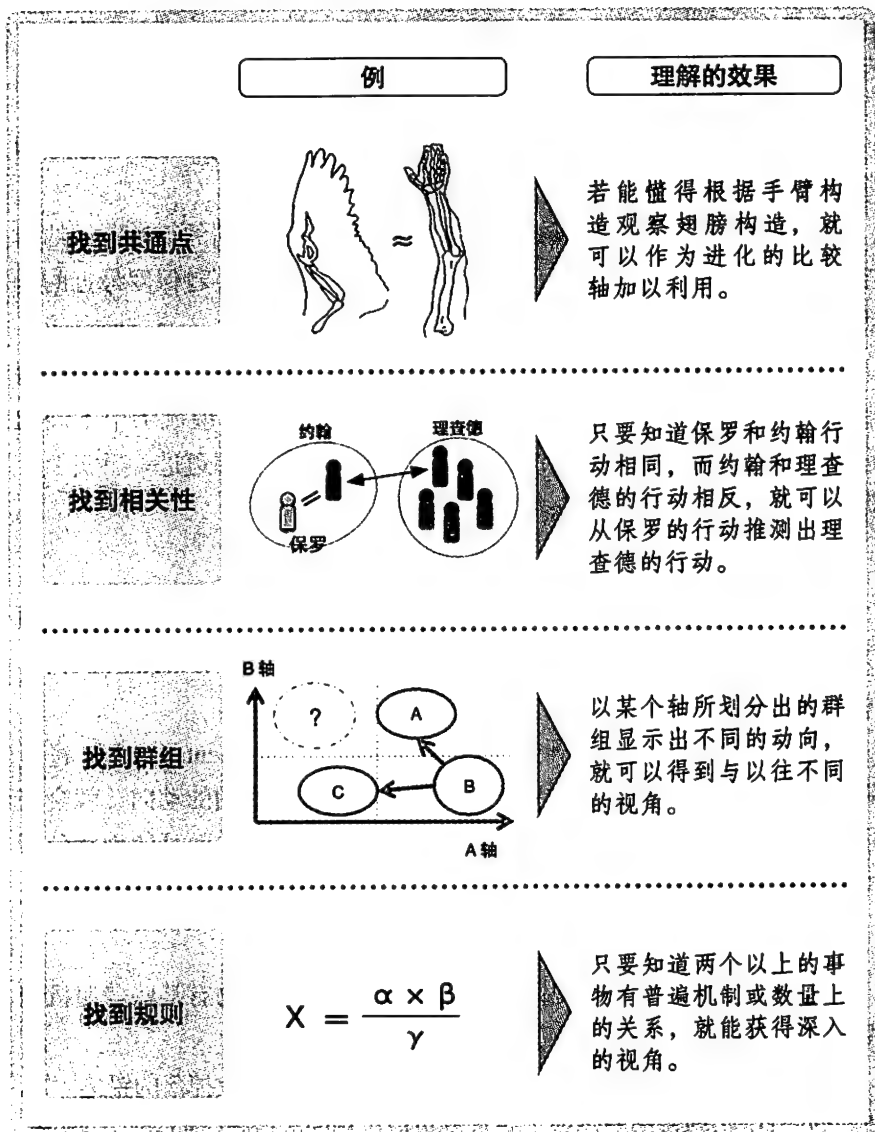 例
理解的效果
找到共通点
≈
若能懂得根据手臂构
造观察翅膀构造，就
可以作为进化的比较
轴加以利用。
找到相关性
约翰
理查德
保罗
只要知道保罗和约翰行
动相同，而约翰和理查
德的行动相反，就可以
从保罗的行动推测出理
查德的行动。
找到群组
B 轴
?
A
C
B
A 轴
以某个轴所划分出的群
组显示出不同的动向，
就可以得到与以往不同
的视角。
找到规则
X = α × β / γ
只要知道两个以上的事
物有普遍机制或数量上
的关系，就能获得深入
的视角。